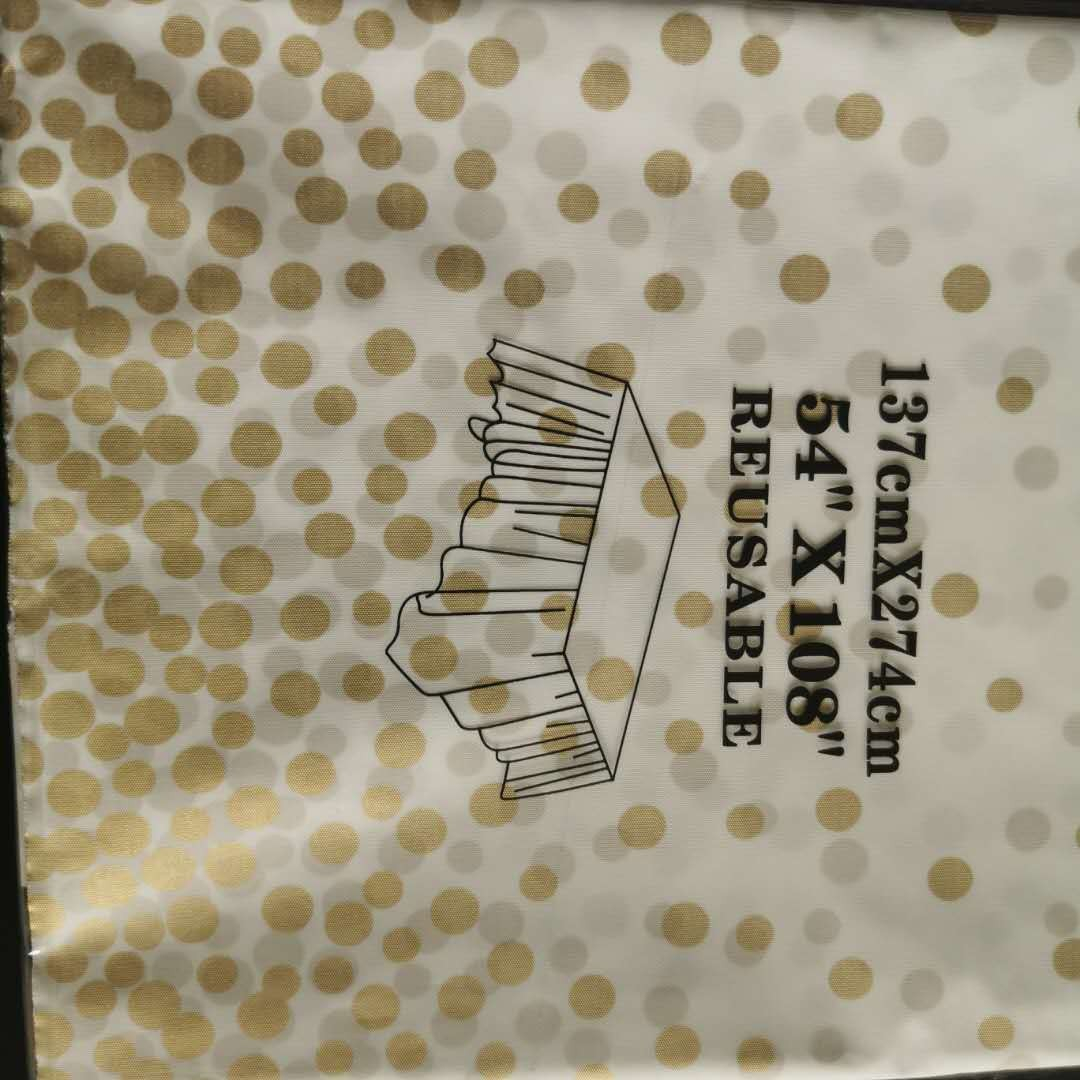 137cmX274cm
54" X 108"
REUSABLE